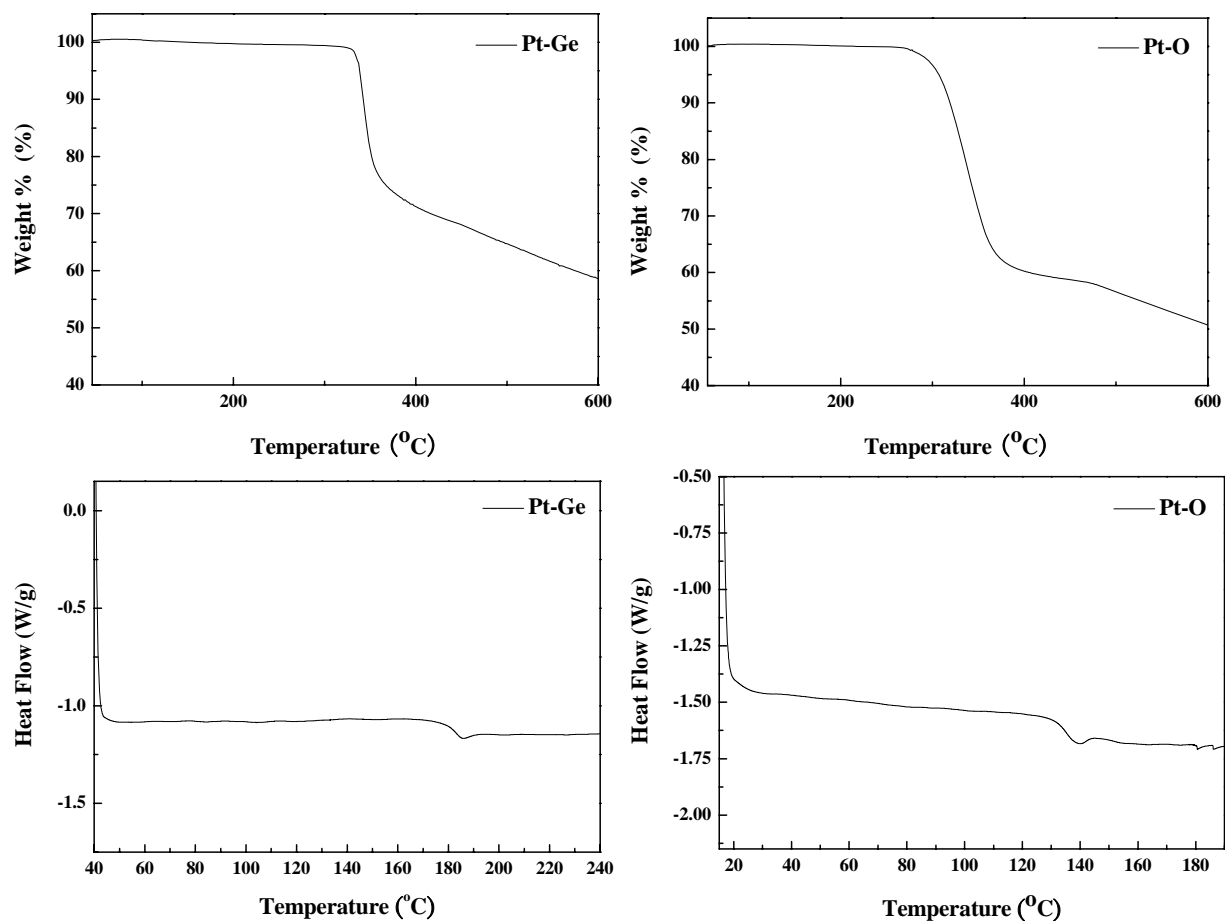 Pt-Ge
100
90
80
70
60
50
40
200
400
600
Weight % (%)
Temperature (°C)
Pt-O
100
90
80
70
60
50
40
200
400
600
Weight % (%)
Temperature (°C)
Pt-Ge
0.0
-0.5
-1.0
-1.5
40 60 80 100 120 140 160 180 200 220 240
Heat Flow (W/g)
Temperature (°C)
Pt-O
-0.50
-0.75
-1.00
-1.25
-1.50
-1.75
-2.00
20 40 60 80 100 120 140 160 180
Heat Flow (W/g)
Temperature (°C)